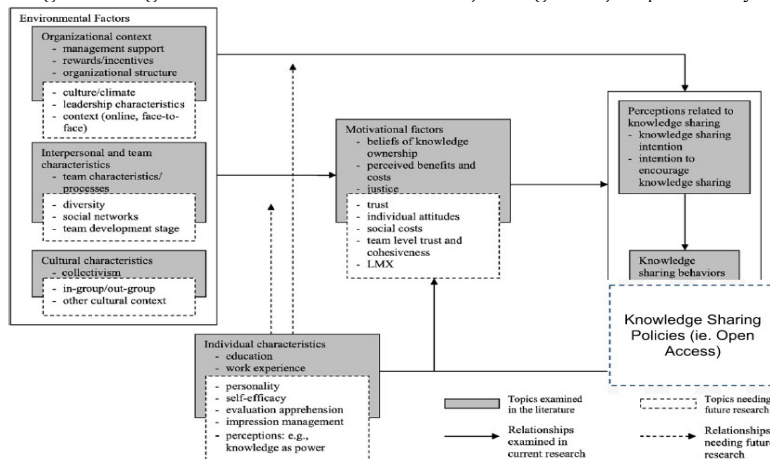 Environmental Factors
Organizational context
- management support
- rewards/incentives
- organizational structure
- culture/climate
- leadership characteristics
- context (online, face-to-
face)
Interpersonal and team
characteristics
- team characteristics/
processes
- diversity
- social networks
- team development stage
Cultural characteristics
- collectivism
- in-group/out-group
- other cultural context
Motivational factors
- beliefs of knowledge
ownership
- perceived benefits and
costs
- justice
- trust
- individual attitudes
- social costs
- team level trust and
cohesiveness
- LMX
Perceptions related to
knowledge sharing
- knowledge sharing
intention
- intention to
encourage
knowledge sharing
Knowledge
sharing behaviors
Knowledge Sharing
Policies (ie. Open
Access)
Individual characteristics
- education
- work experience
- personality
- self-efficacy
- evaluation apprehension
- impression management
- perceptions: e.g.,
knowledge as power
Topics examined
in the literature
Topics needing
future research
Relationships
examined in
current research
Relationships
needing future
research